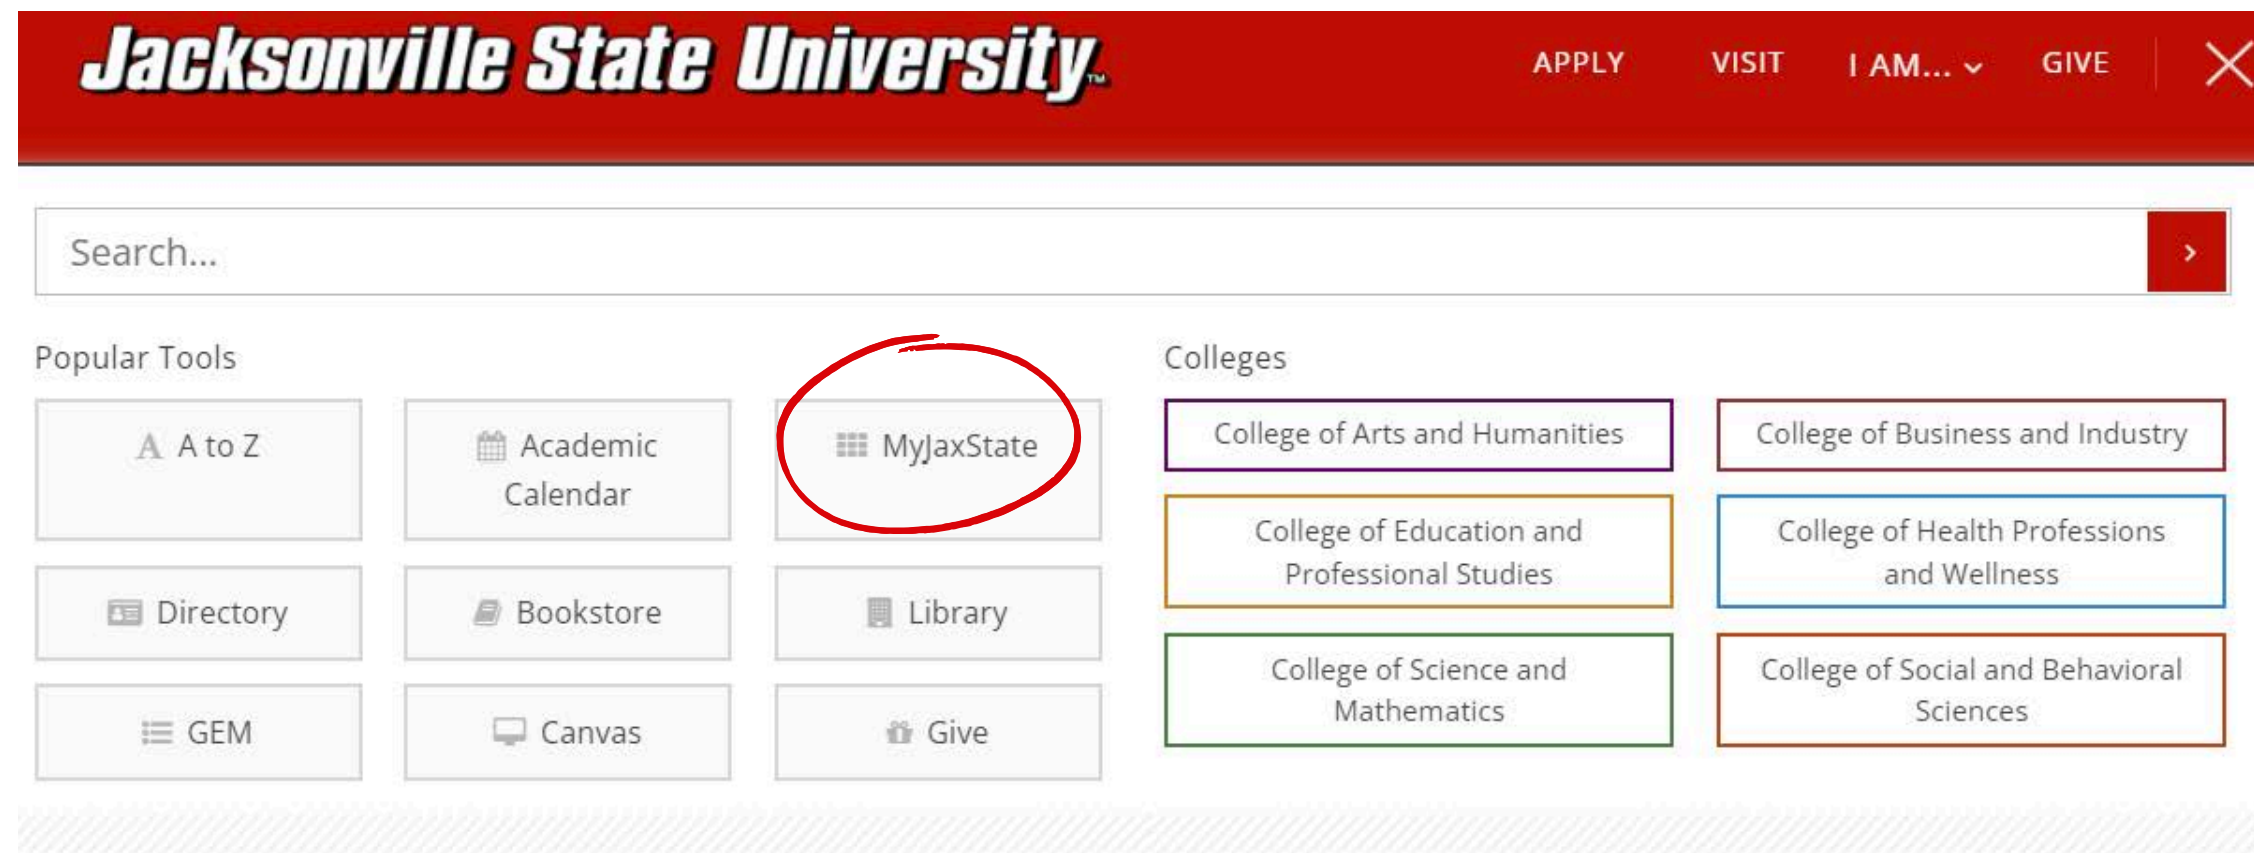 Jacksonville State University™
APPLY VISIT I AM... GIVE
Search...
Popular Tools
A to Z
Academic
Calendar
MyJaxState
Directory
Bookstore
Library
GEM
Canvas
Give
Colleges
College of Arts and Humanities
College of Business and Industry
College of Education and
Professional Studies
College of Health Professions
and Wellness
College of Science and
Mathematics
College of Social and Behavioral
Sciences